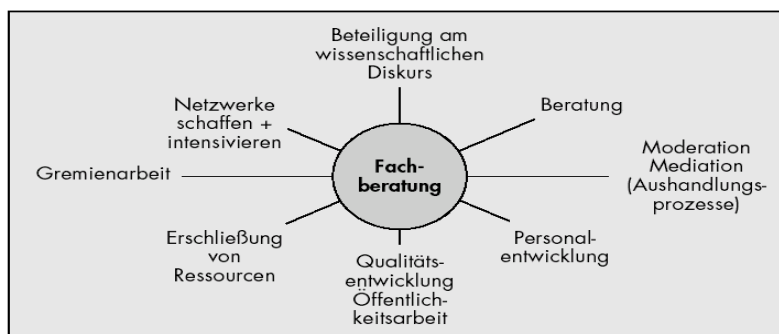 Beteiligung am
wissenschaftlichen
Diskurs
Netzwerke
schaffen +
intensivieren
Beratung
Gremienarbeit
Fach-
beratung
Moderation
Mediation
(Aushandlungs-
prozesse)
Erschließung
von
Ressourcen
Qualitäts-
entwicklung
Öffentlich-
keitsarbeit
Personal-
entwicklung